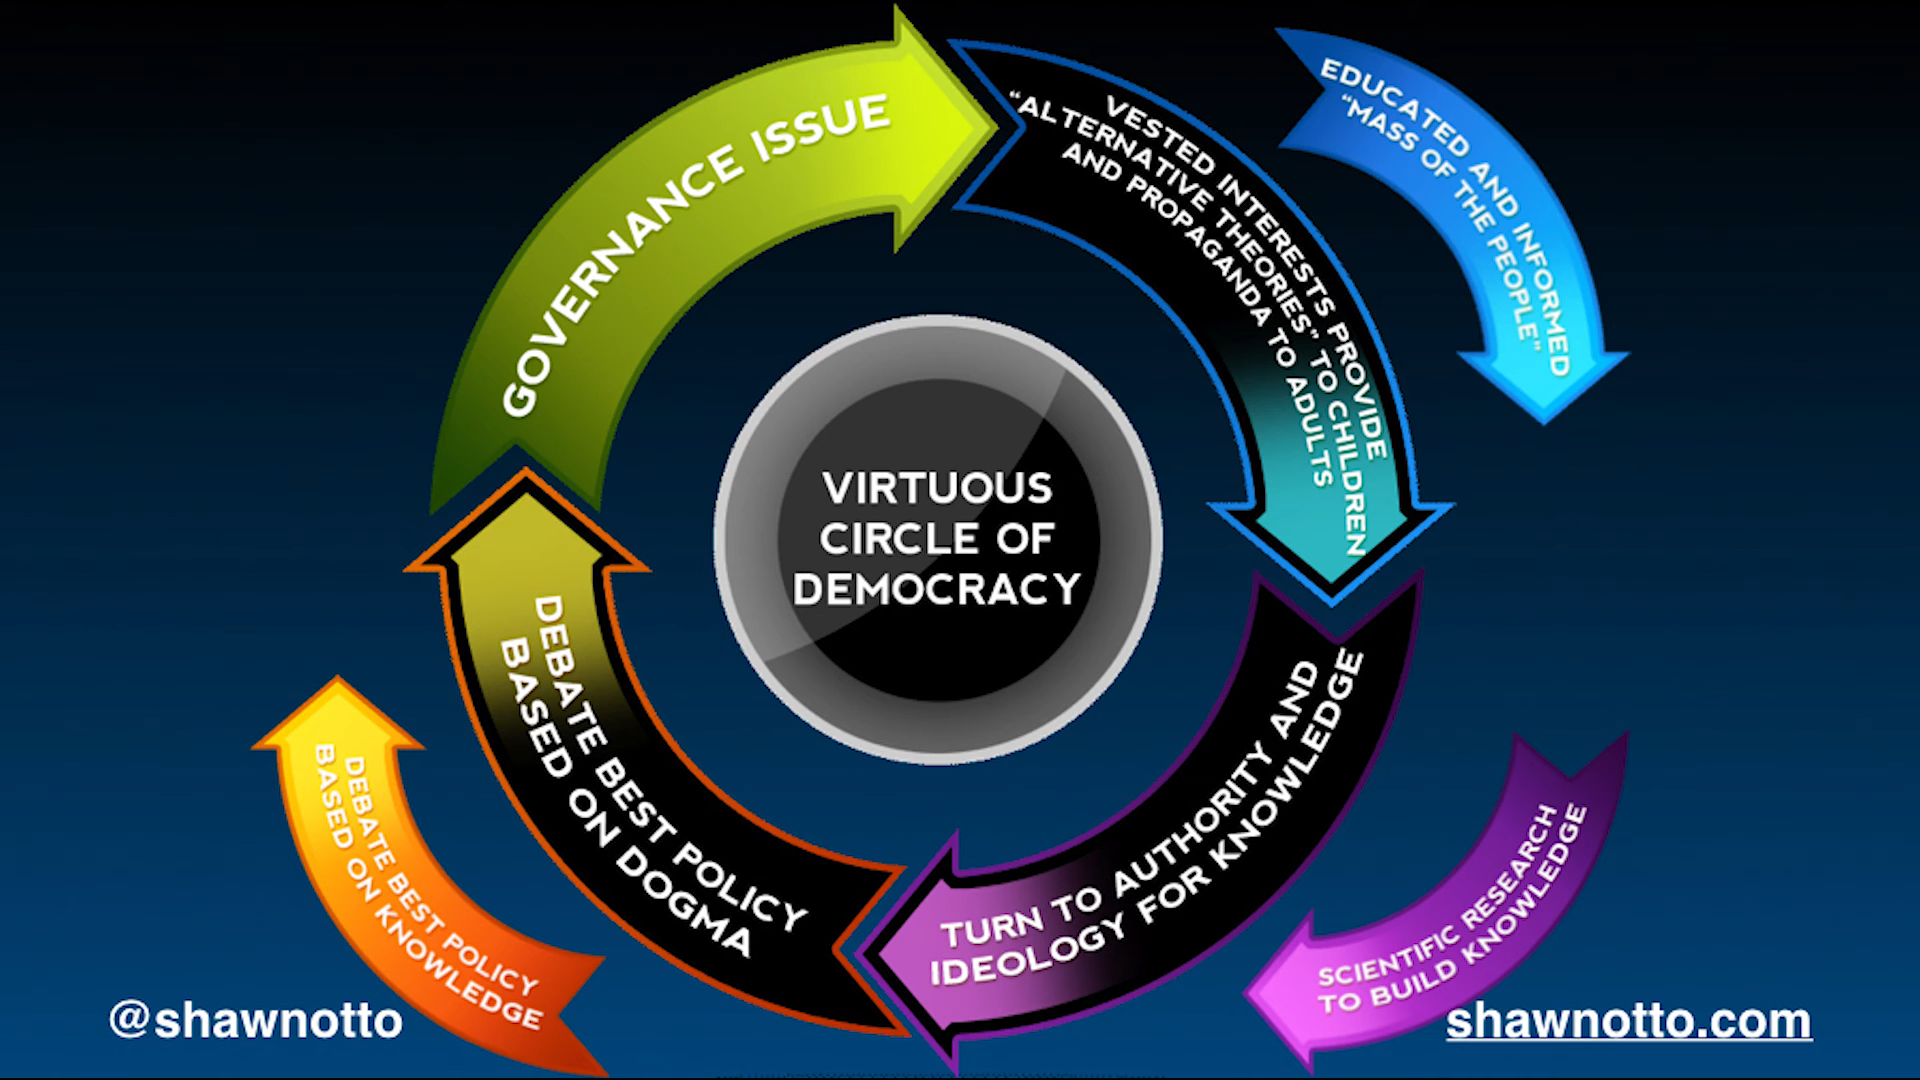 GOVERNANCE ISSUE
VESTED INTERESTS PROVIDE
“ALTERNATIVE THEORIES” TO CHILDREN
AND PROPAGANDA TO ADULTS
EDUCATED AND INFORMED
“MASS OF THE PEOPLE”
VIRTUOUS
CIRCLE OF
DEMOCRACY
TURN TO AUTHORITY AND
IDEOLOGY FOR KNOWLEDGE
SCIENTIFIC RESEARCH
TO BUILD KNOWLEDGE
DEBATE BEST POLICY
BASED ON DOGMA
DEBATE BEST POLICY
BASED ON KNOWLEDGE
@shawnotto
shawnotto.com